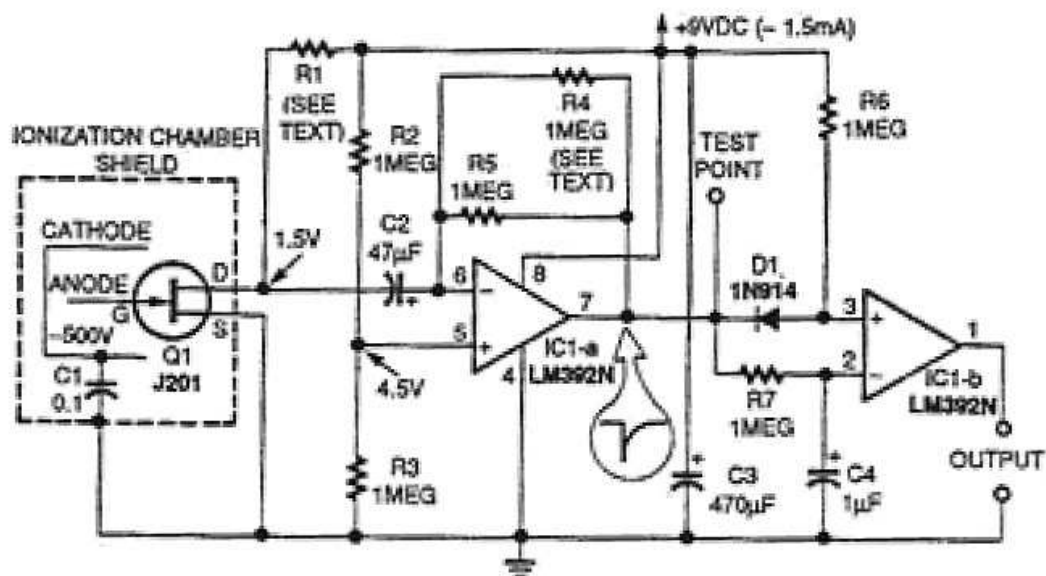 +9VDC (- 1.5mA)
R1
(SEE
TEXT)
R2
1MEG
R4
1MEG
(SEE
TEXT)
R5
1MEG
R6
1MEG
TEST
POINT
IONIZATION CHAMBER
SHIELD
CATHODE
ANODE
G
D
S
-500V
C1
0.1
Q1
J201
1.5V
C2
47µF
+
6
-
5
+
8
7
4
4.5V
IC1-a
LM392N
D1
1N914
3
+
2
-
1
IC1-b
LM392N
R7
1MEG
R3
1MEG
+
C3
470µF
+
C4
1µF
OUTPUT